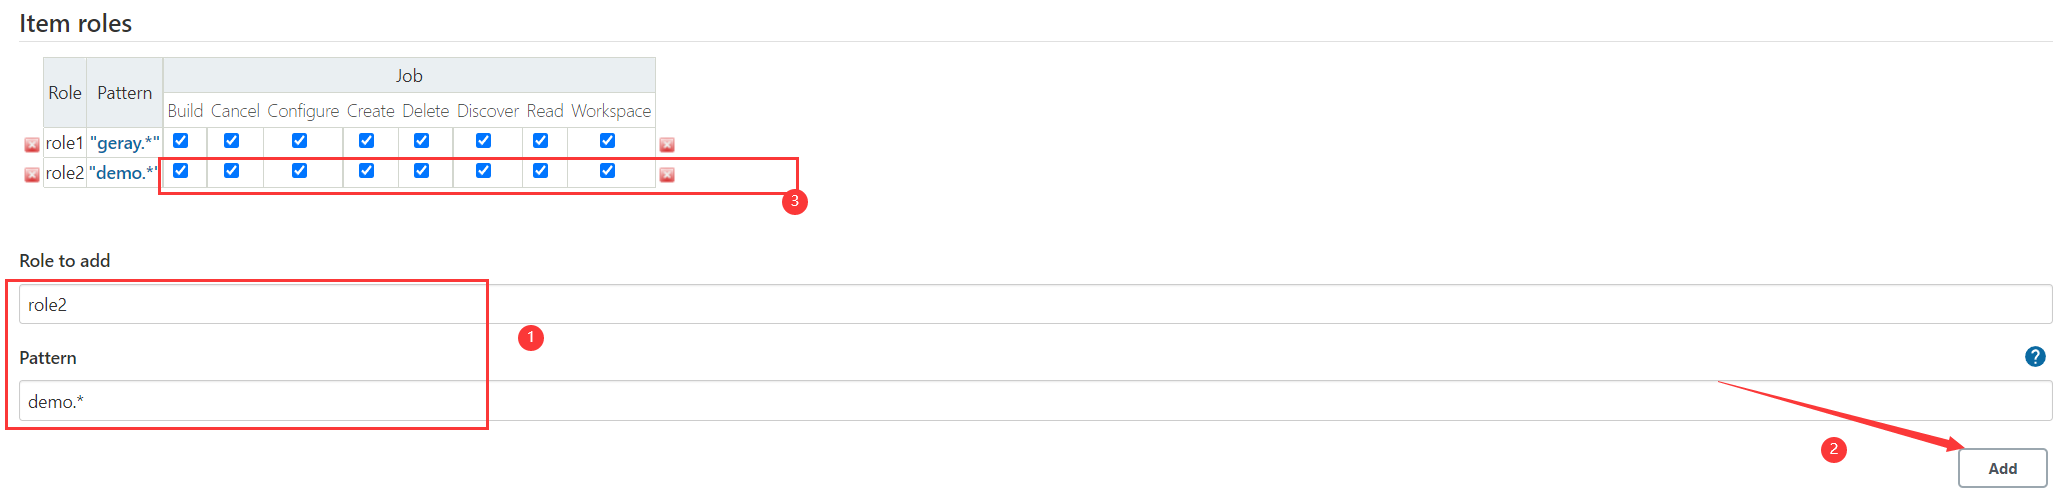 Item roles
Role Pattern Job
Build Cancel Configure Create Delete Discover Read Workspace
role1 "geray.*"
role2 "demo.*"
3
Role to add
role2
1
Pattern ?
demo.*
2
Add